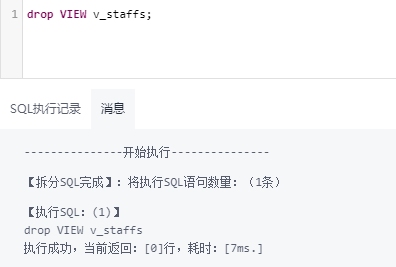 1 drop VIEW v_staffs;
SQL执行记录 消息
---------------开始执行---------------
【拆分SQL完成】：将执行SQL语句数量：（1条）
【执行SQL：(1)】
drop VIEW v_staffs
执行成功，当前返回：[0]行，耗时：[7ms.]